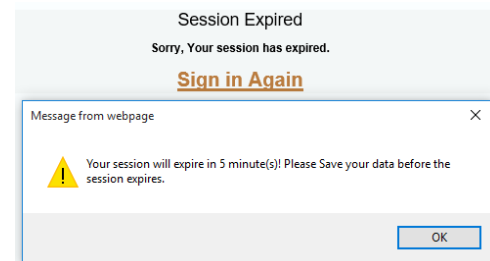 Session Expired
Sorry, Your session has expired.
Sign in Again
Message from webpage
Your session will expire in 5 minute(s)! Please Save your data before the
session expires.
OK